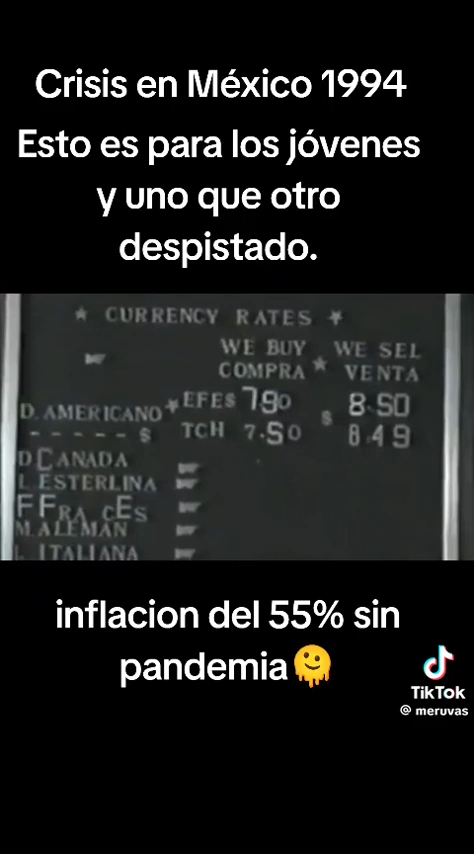 Crisis en México 1994
Esto es para los jóvenes
y uno que otro
despistado.
* CURRENCY RATES *
WE BUY WE SEL
COMPRA * VENTA
D. AMERICANO * EFES 790 $ 8.50
- - - - - $ TCH 7.50 8.49
D CANADA
L ESTERLINA
F FRA CES
M. ALEMAN
L ITALIANA
inflacion del 55% sin
pandemia🫠
TikTok
@ meruvas